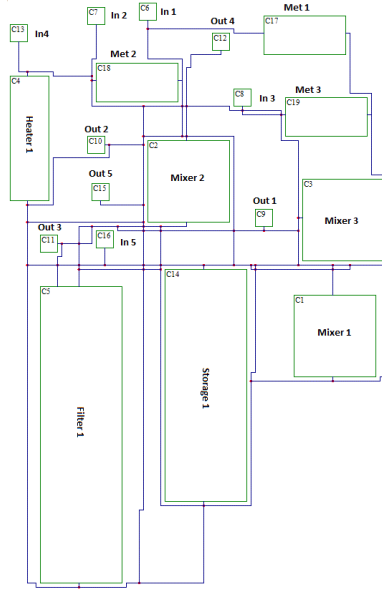 C13
In4
C7
In 2
C6
In 1
Out 4
C12
Met 1
C17
C4
Heater 1
Met 2
C18
C8
In 3
Met 3
C19
Out 2
C10
C2
Mixer 2
Out 5
C15
C3
Mixer 3
Out 1
C9
Out 3
C11
C16
In 5
C5
Filter 1
C14
Storage 1
C1
Mixer 1